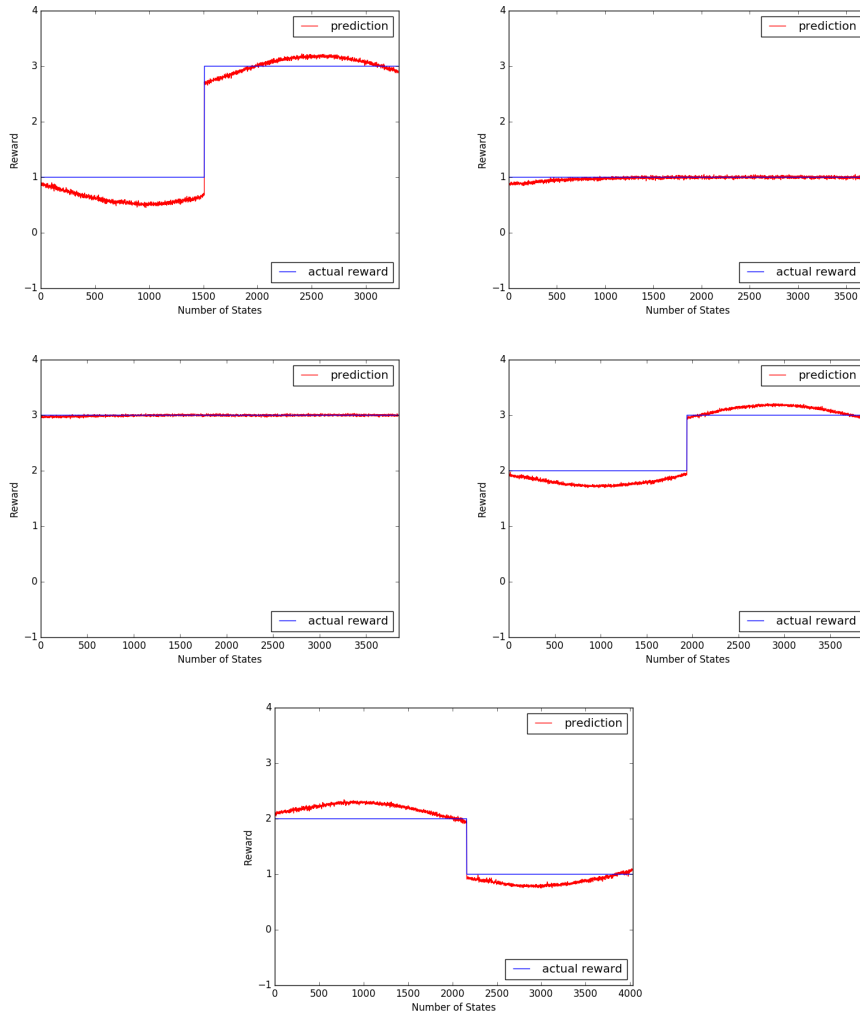 4
prediction
3
2
Reward
1
0
actual reward
−1
0 500 1000 1500 2000 2500 3000
Number of States
4
prediction
3
2
Reward
1
0
actual reward
−1
0 500 1000 1500 2000 2500 3000 3500
Number of States
4
prediction
3
2
Reward
1
0
actual reward
−1
0 500 1000 1500 2000 2500 3000 3500
Number of States
4
prediction
3
2
Reward
1
0
actual reward
−1
0 500 1000 1500 2000 2500 3000 3500
Number of States
4
prediction
3
2
Reward
1
0
actual reward
−1
0 500 1000 1500 2000 2500 3000 3500 4000
Number of States